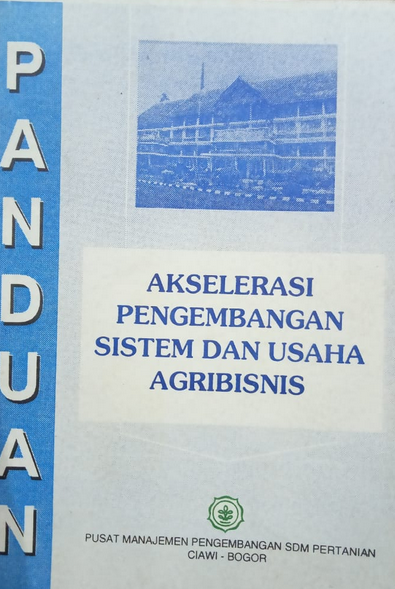 PANDUAN
AKSELERASI
PENGEMBANGAN
SISTEM DAN USAHA
AGRIBISNIS
PUSAT MANAJEMEN PENGEMBANGAN SDM PERTANIAN
CIAWI - BOGOR